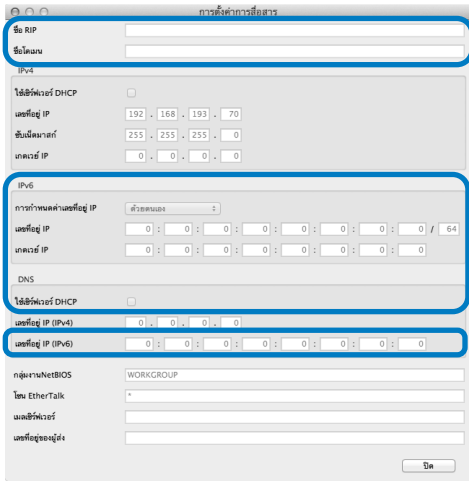 การตั้งค่าการสื่อสาร
ชื่อ RIP
ชื่อโดเมน
IPv4
ใช้เซิร์ฟเวอร์ DHCP
เลขที่อยู่ IP 192 . 168 . 193 . 70
ซับเน็ตมาสก์ 255 . 255 . 255 . 0
เกตเวย์ IP 0 . 0 . 0 . 0
IPv6
การกำหนดค่าเลขที่อยู่ IP ด้วยตนเอง
เลขที่อยู่ IP 0 : 0 : 0 : 0 : 0 : 0 : 0 : 0 / 64
เกตเวย์ IP 0 : 0 : 0 : 0 : 0 : 0 : 0 : 0
DNS
ใช้เซิร์ฟเวอร์ DHCP
เลขที่อยู่ IP (IPv4) 0 . 0 . 0 . 0
เลขที่อยู่ IP (IPv6) 0 : 0 : 0 : 0 : 0 : 0 : 0 : 0
กลุ่มงานNetBIOS WORKGROUP
โซน EtherTalk *
เมลเซิร์ฟเวอร์
เลขที่อยู่ของผู้ส่ง
ปิด